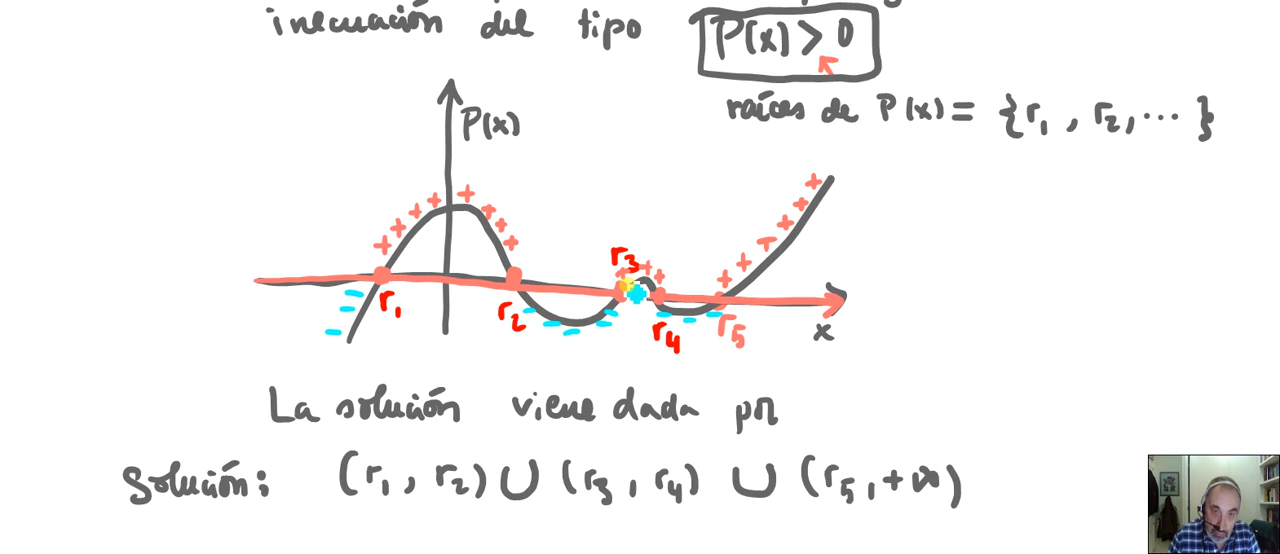 inecuación del tipo P(x) > 0
raíces de P(x) = {r₁, r₂, ...}
P(x)
+ + + + + + + +
+ + + + + + + + +
r₃
r₁ r₂ r₄ r₅
x
La solución viene dada por
Solución: (r₁, r₂) ∪ (r₃, r₄) ∪ (r₅, +∞)